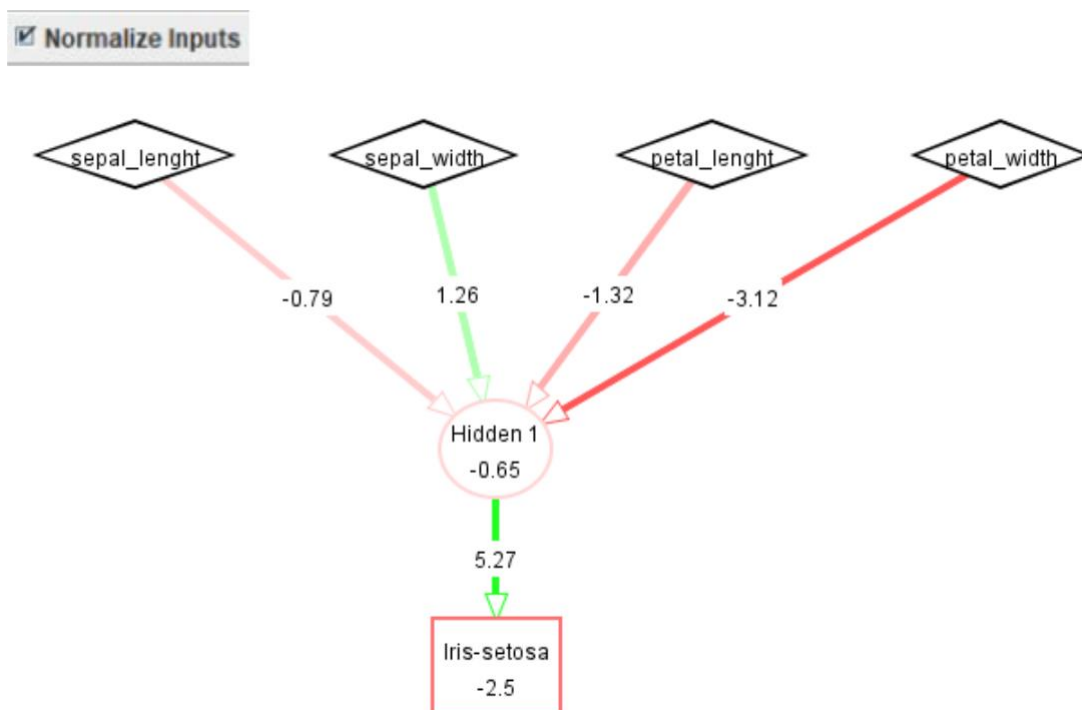 Normalize Inputs
sepal_lenght sepal_width petal_lenght petal_width
-0.79 1.26 -1.32 -3.12
Hidden 1
-0.65
5.27
Iris-setosa
-2.5